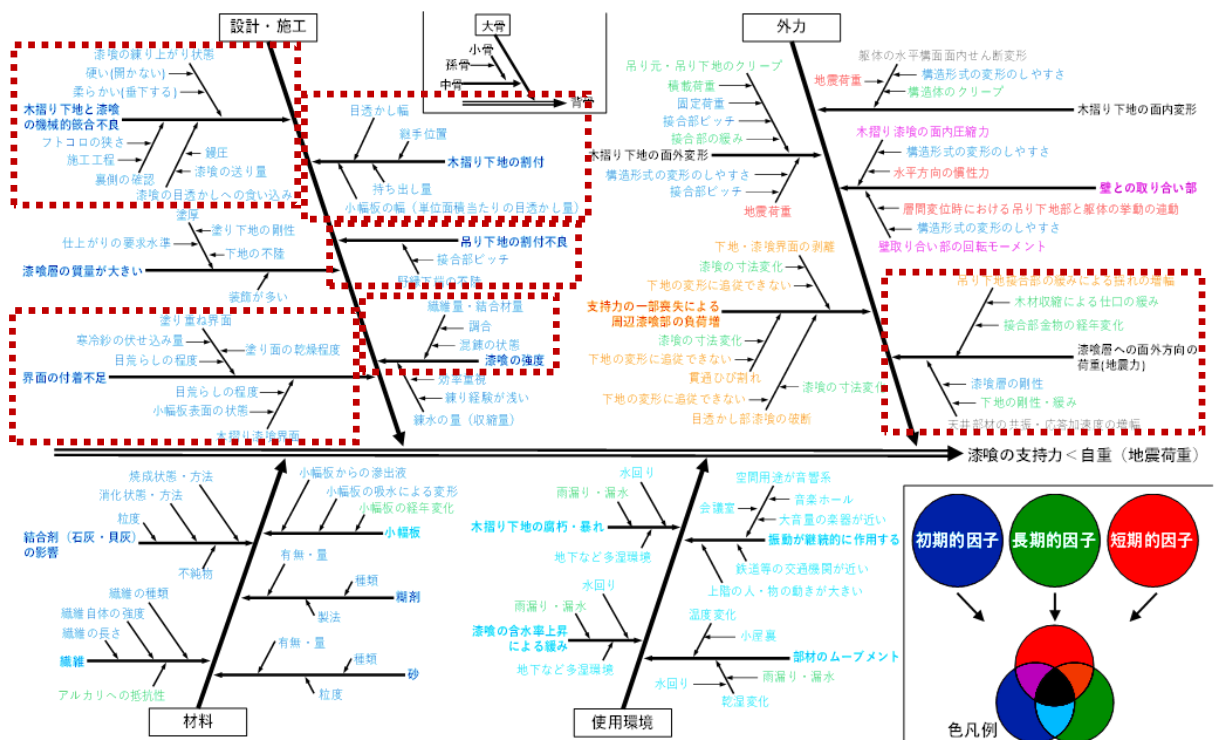 設計・施工
漆喰の練り上がり状態
硬い(開かない)
柔らかい(垂下する)
木摺り下地と漆喰
の機械的嵌合不良
フトコロの狭さ
施工工程
裏側の確認
鏝圧
漆喰の送り量
漆喰の目透かしへの食い込み
目透かし幅
継手位置
木摺り下地の割付
持ち出し量
小幅板の幅（単位面積当たりの目透かし量）
塗厚
塗り下地の剛性
仕上がりの要求水準
下地の不陸
漆喰層の質量が大きい
装飾が多い
吊り下地の割付不良
接合部ピッチ
野縁下端の不陸
塗り重ね界面
寒冷紗の伏せ込み量
塗り面の乾燥程度
目荒らしの程度
界面の付着不足
目荒らしの程度
小幅板表面の状態
木摺り漆喰界面
繊維量・結合材量
調合
混錬の状態
漆喰の強度
効率重視
練り経験が浅い
練水の量（収縮量）
大骨
小骨
孫骨
中骨
背骨
外力
吊り元・吊り下地のクリープ
積載荷重
固定荷重
接合部ピッチ
接合部の緩み
木摺り下地の面外変形
構造形式の変形のしやすさ
接合部ピッチ
地震荷重
躯体の水平構面面内せん断変形
構造形式の変形のしやすさ
地震荷重
構造体のクリープ
木摺り下地の面内変形
木摺り漆喰の面内圧縮力
構造形式の変形のしやすさ
水平方向の慣性力
壁との取り合い部
層間変位時における吊り下地部と躯体の挙動の連動
構造形式の変形のしやすさ
壁取り合い部の回転モーメント
下地・漆喰界面の剥離
漆喰の寸法変化
下地の変形に追従できない
支持力の一部喪失による
周辺漆喰部の負荷増
漆喰の寸法変化
下地の変形に追従できない
貫通ひび割れ
漆喰の寸法変化
下地の変形に追従できない
目透かし部漆喰の破断
吊り下地接合部の緩みによる揺れの増幅
木材収縮による仕口の緩み
接合部金物の経年変化
漆喰層への面外方向の
荷重(地震力)
漆喰層の剛性
下地の剛性・緩み
天井部材の共振・応答加速度の増幅
漆喰の支持力＜自重（地震荷重）
焼成状態・方法
消化状態・方法
粒度
結合剤（石灰・貝灰）
の影響
不純物
小幅板からの滲出液
小幅板の吸水による変形
小幅板の経年変化
小幅板
有無・量
種類
糊剤
製法
繊維の種類
繊維自体の強度
繊維の長さ
繊維
アルカリへの抵抗性
有無・量
種類
砂
粒度
材料
水回り
雨漏り・漏水
木摺り下地の腐朽・暴れ
地下など多湿環境
空間用途が音響系
音楽ホール
会議室
大音量の楽器が近い
振動が継続的に作用する
鉄道等の交通機関が近い
上階の人・物の動きが大きい
水回り
雨漏り・漏水
漆喰の含水率上昇
による緩み
地下など多湿環境
温度変化
小屋裏
部材のムーブメント
雨漏り・漏水
水回り
乾湿変化
使用環境
初期的因子
長期的因子
短期的因子
色凡例